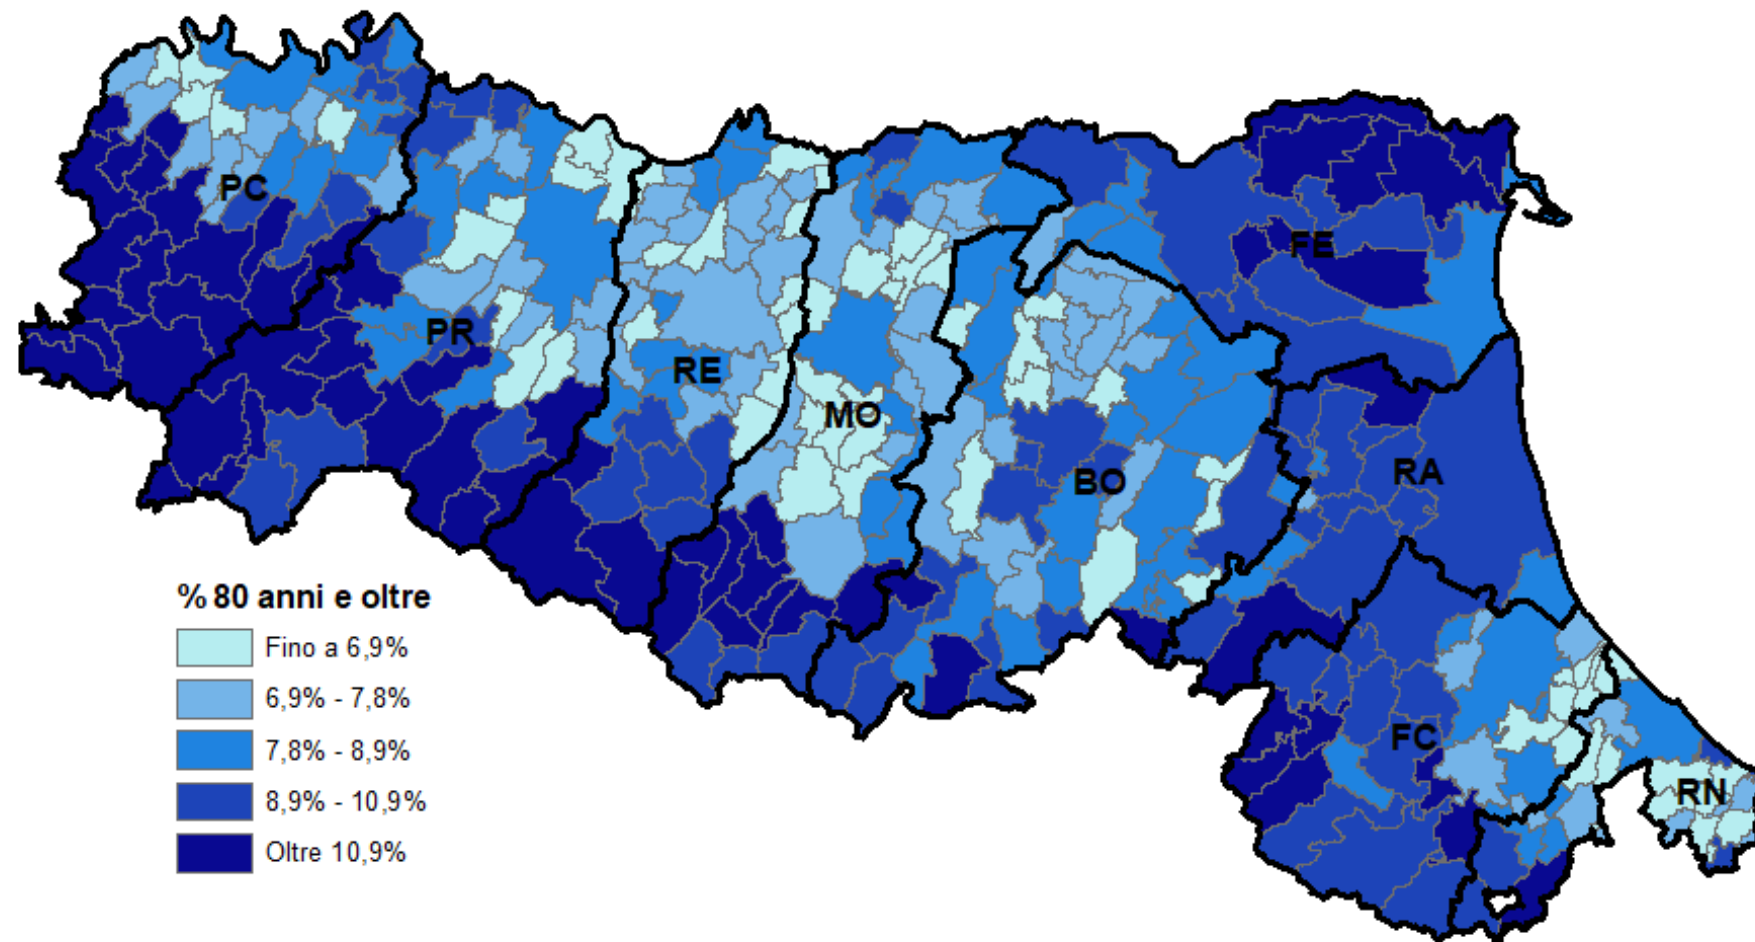 PC
FE
PR
RE
MO
RA
BO
% 80 anni e oltre
Fino a 6,9%
6,9% - 7,8%
7,8% - 8,9%
8,9% - 10,9%
Oltre 10,9%
FC
RN